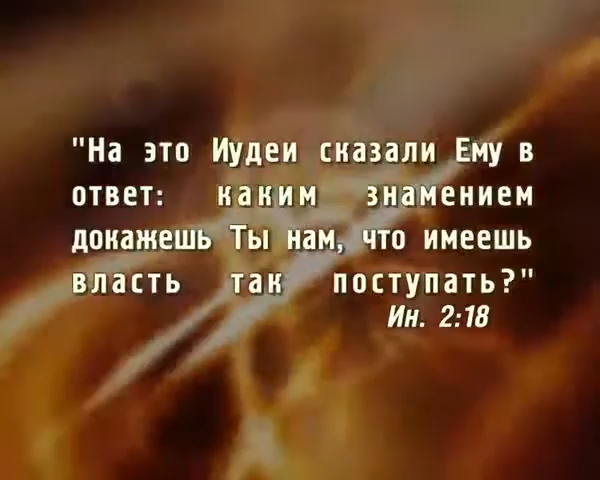 "На это Иудеи сказали Ему в
ответ: каким знамением
докажешь Ты нам, что имеешь
власть так поступать?"
Ин. 2:18